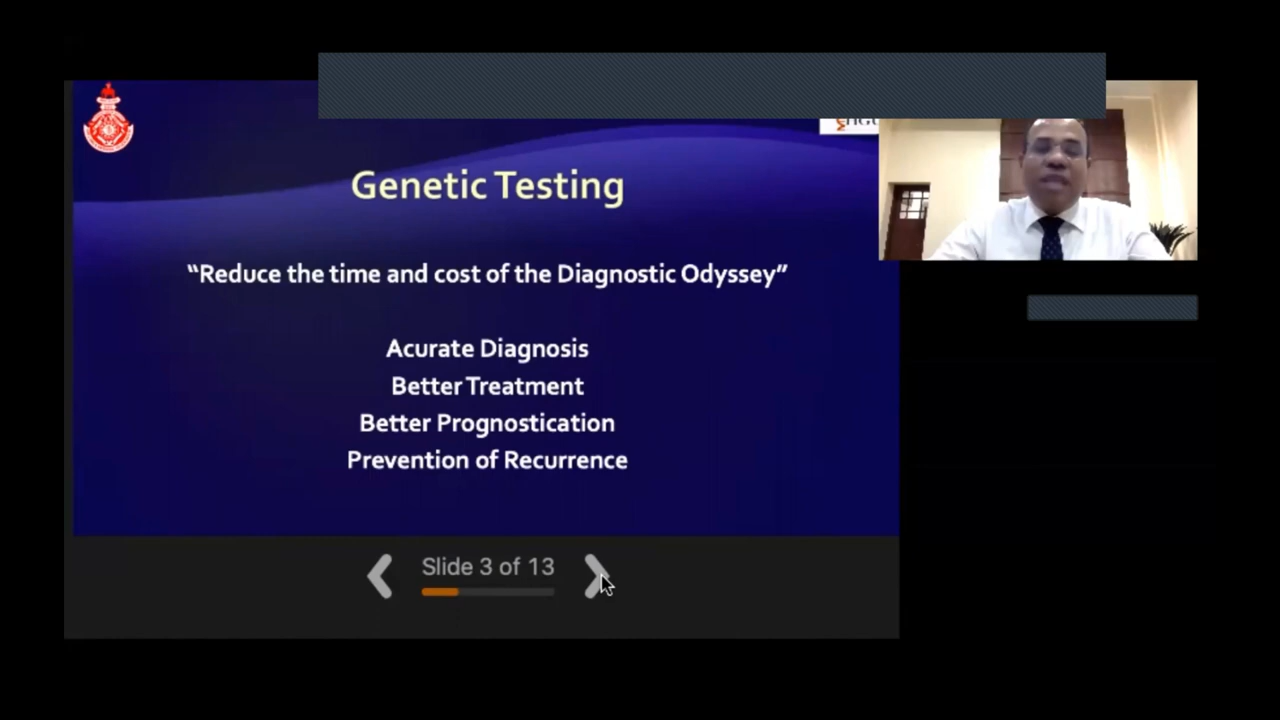 Genetic Testing
“Reduce the time and cost of the Diagnostic Odyssey”
Acurate Diagnosis
Better Treatment
Better Prognostication
Prevention of Recurrence
Slide 3 of 13